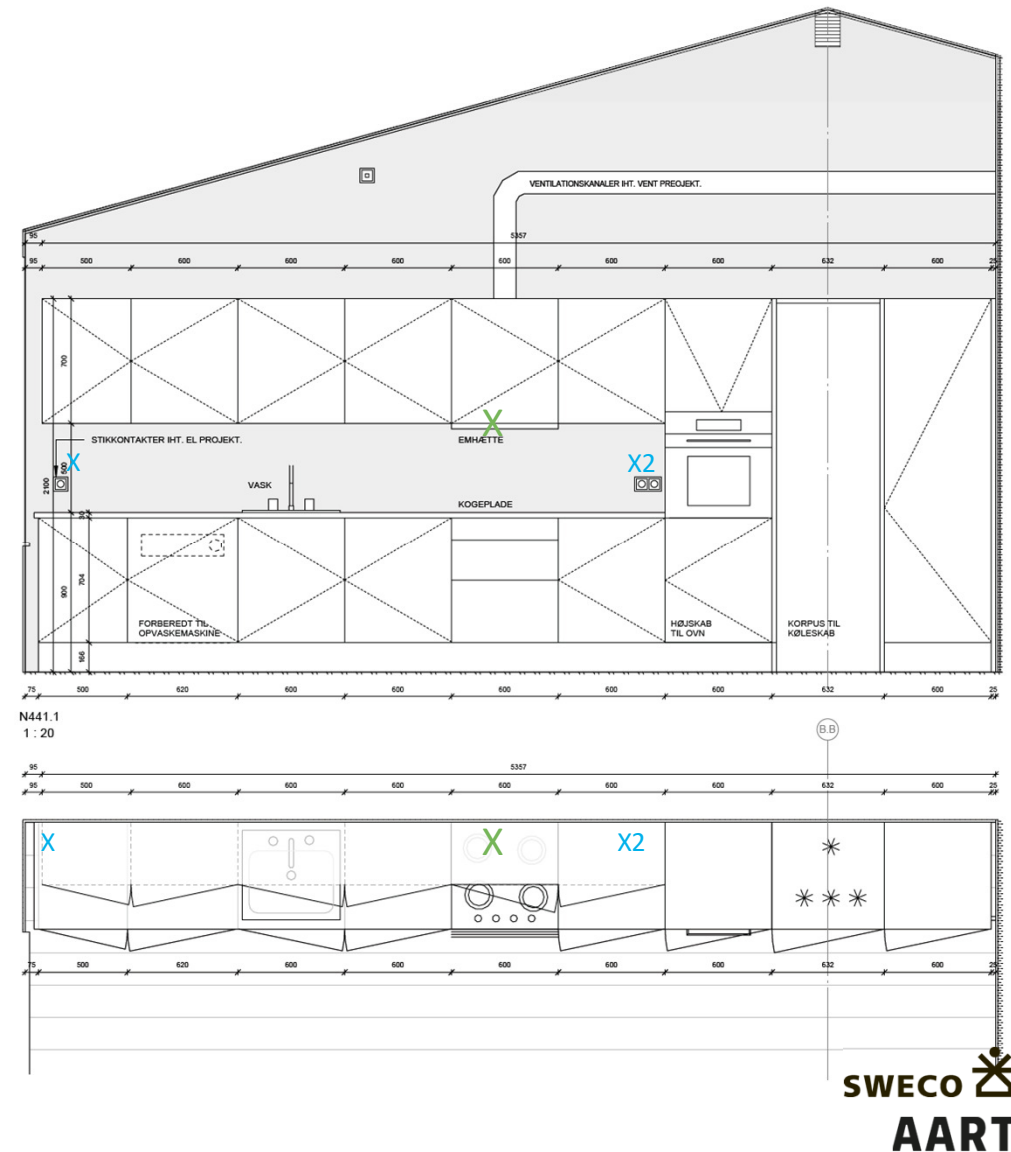 VENTILATIONSKANALER IHT. VENT PREOJEKT.
95 5357
95 500 600 600 600 600 600 600 632 600 25
700
X
EMHÆTTE
STIKKONTAKTER IHT. EL PROJEKT.
X
X2
500
2100
VASK
KOGEPLADE
30
704
900
FORBEREDT TIL
OPVASKEMASKINE
HØJSKAB
TIL OVN
KORPUS TIL
KØLESKAB
166
75 500 620 600 600 600 600 600 632 600 25
N441.1
1 : 20
B.B
95 5357
95 500 600 600 600 600 600 600 632 600 25
X X X2
75 500 620 600 600 600 600 600 632 600 25
SWECO
AART